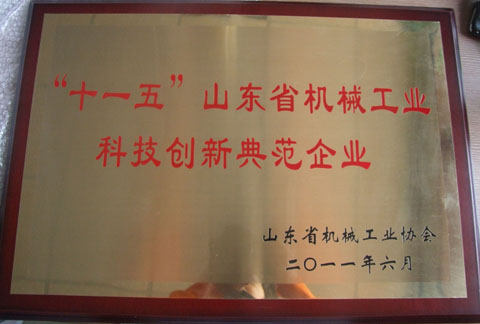 “十一五”山东省机械工业
科技创新典范企业
山东省机械工业协会
二〇一一年六月